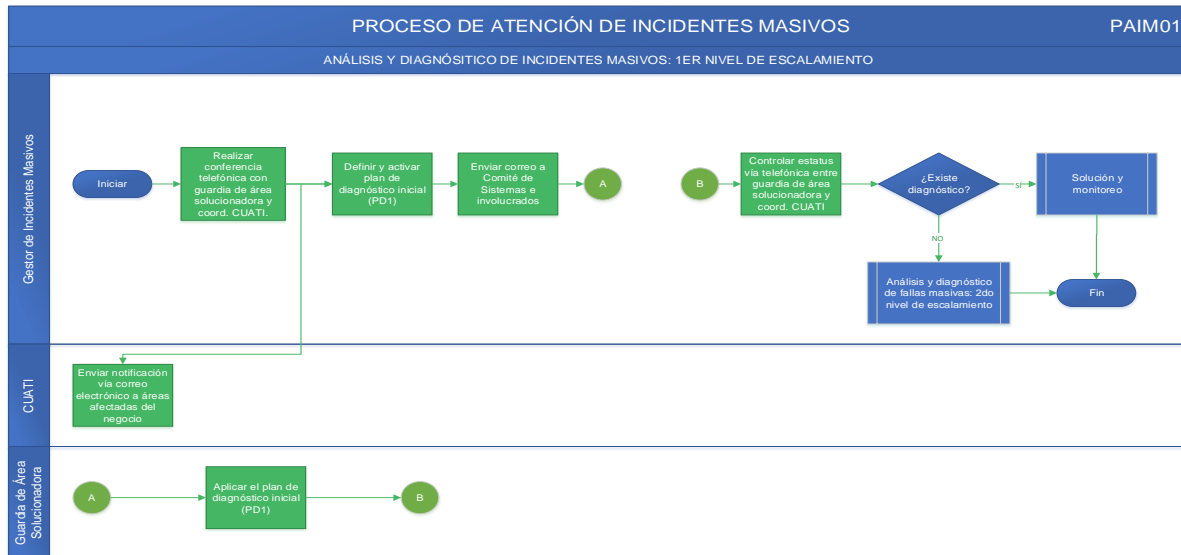 PROCESO DE ATENCIÓN DE INCIDENTES MASIVOS
PAIM01
ANÁLISIS Y DIAGNÓSITICO DE INCIDENTES MASIVOS: 1ER NIVEL DE ESCALAMIENTO
Gestor de Incidentes Masivos
Iniciar
Realizar
conferencia
telefónica con
guardia de área
solucionadora y
coord. CUATI.
Definir y activar
plan de
diagnóstico inicial
(PD1)
Enviar correo a
Comité de
Sistemas e
involucrados
A
B
Controlar estatus
vía telefónica entre
guardia de área
solucionadora y
coord. CUATI
¿Existe
diagnóstico?
SÍ
Solución y
monitoreo
NO
Análisis y diagnóstico
de fallas masivas: 2do
nivel de escalamiento
Fin
CUATI
Enviar notificación
vía correo
electrónico a áreas
afectadas del
negocio
Guardia de Área
Solucionadora
A
Aplicar el plan de
diagnóstico inicial
(PD1)
B